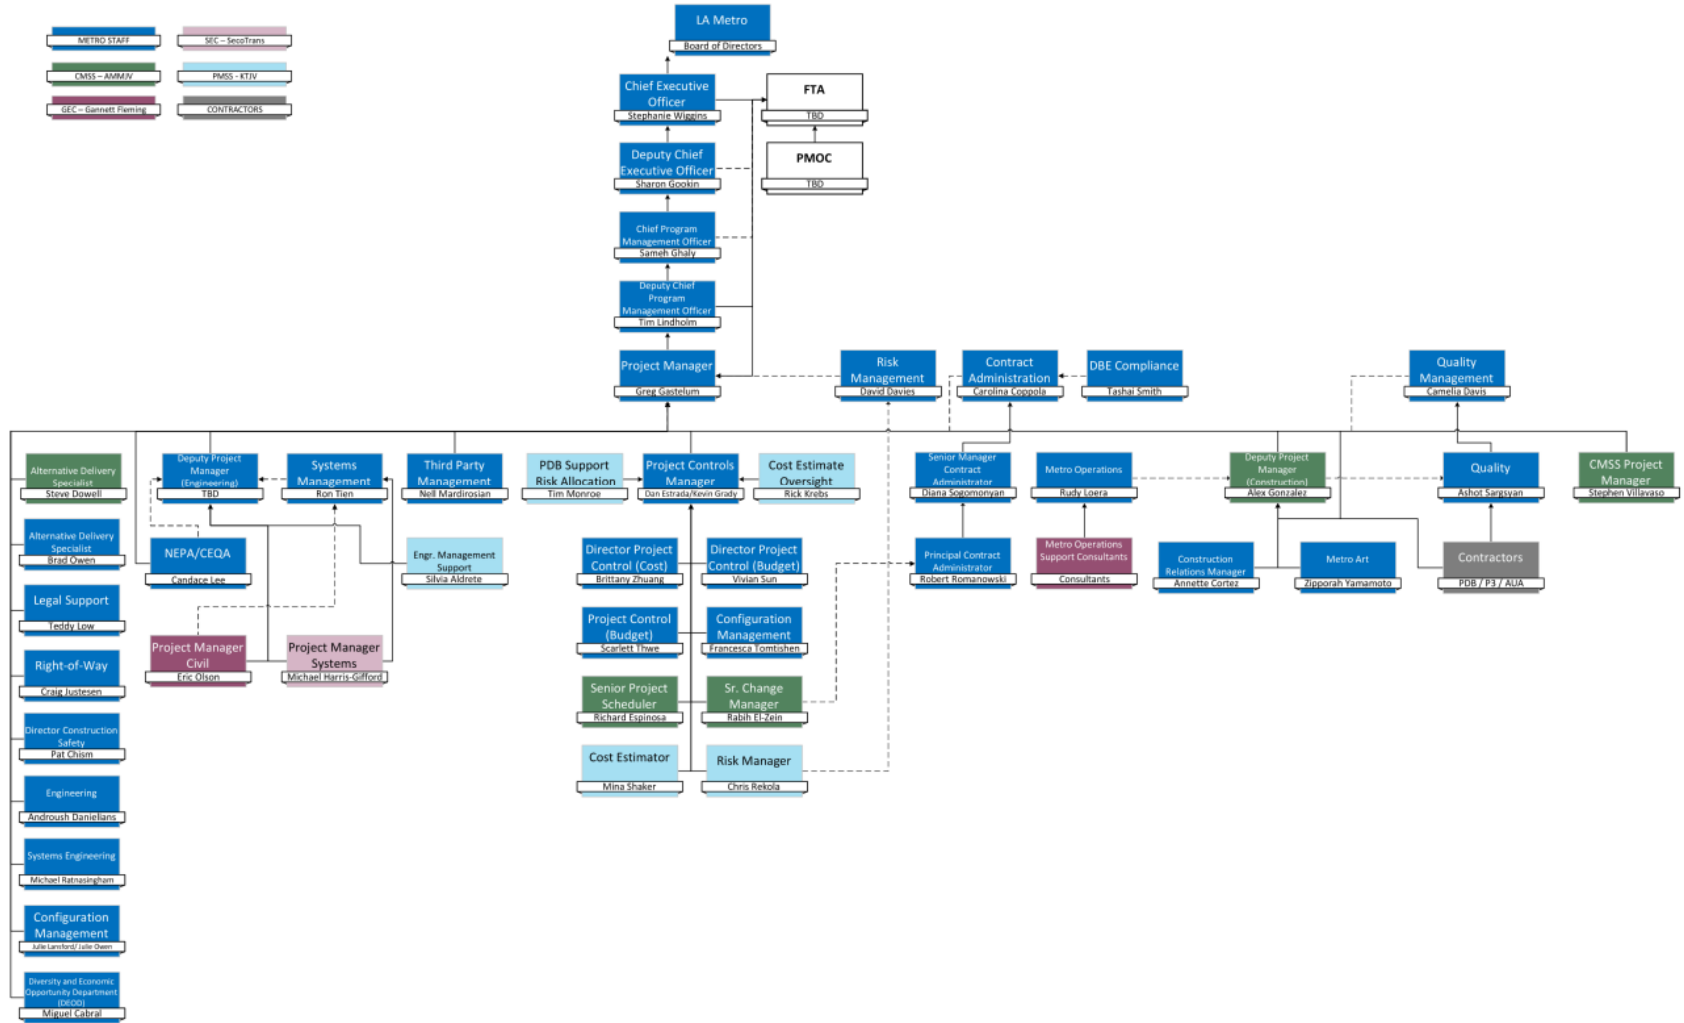 LA Metro
Board of Directors
METRO STAFF
SEC – SecoTrans
CMSS – AMMJV
PMSS - KTJV
GEC – Gannett Fleming
CONTRACTORS
Chief Executive
Officer
Stephanie Wiggins
FTA
TBD
Deputy Chief
Executive Officer
Sharon Gookin
PMOC
TBD
Chief Program
Management Officer
Sameh Ghaly
Deputy Chief
Program
Management Officer
Tim Lindholm
Project Manager
Greg Gastelum
Risk
Management
David Davies
Contract
Administration
Carolina Coppola
DBE Compliance
Tashai Smith
Quality
Management
Camelia Davis
Alternative Delivery
Specialist
Steve Dowell
Deputy Project
Manager
(Engineering)
TBD
Systems
Management
Ron Tien
Third Party
Management
Nell Mardirosian
PDB Support
Risk Allocation
Tim Monroe
Project Controls
Manager
Dan Estrada/Kevin Grady
Cost Estimate
Oversight
Rick Krebs
Senior Manager
Contract
Administrator
Diana Sogomonyan
Metro Operations
Rudy Loera
Deputy Project
Manager
(Construction)
Alex Gonzalez
Quality
Ashot Sargsyan
CMSS Project
Manager
Stephen Villavaso
Alternative Delivery
Specialist
Brad Owen
NEPA/CEQA
Candace Lee
Engr. Management
Support
Silvia Aldrete
Director Project
Control (Cost)
Brittany Zhuang
Director Project
Control (Budget)
Vivian Sun
Principal Contract
Administrator
Robert Romanowski
Metro Operations
Support Consultants
Consultants
Construction
Relations Manager
Annette Cortez
Metro Art
Zipporah Yamamoto
Contractors
PDB / P3 / AUA
Legal Support
Teddy Low
Project Control
(Budget)
Scarlett Thwe
Configuration
Management
Francesca Tomtishen
Right-of-Way
Craig Justesen
Project Manager
Civil
Eric Olson
Project Manager
Systems
Michael Harris-Gifford
Senior Project
Scheduler
Richard Espinosa
Sr. Change
Manager
Rabih El-Zein
Director Construction
Safety
Pat Chism
Cost Estimator
Mina Shaker
Risk Manager
Chris Rekola
Engineering
Androush Danielians
Systems Engineering
Michael Ratnasingham
Configuration
Management
Julie Lansford/ Julie Owen
Diversity and Economic
Opportunity Department
(DEOD)
Miguel Cabral